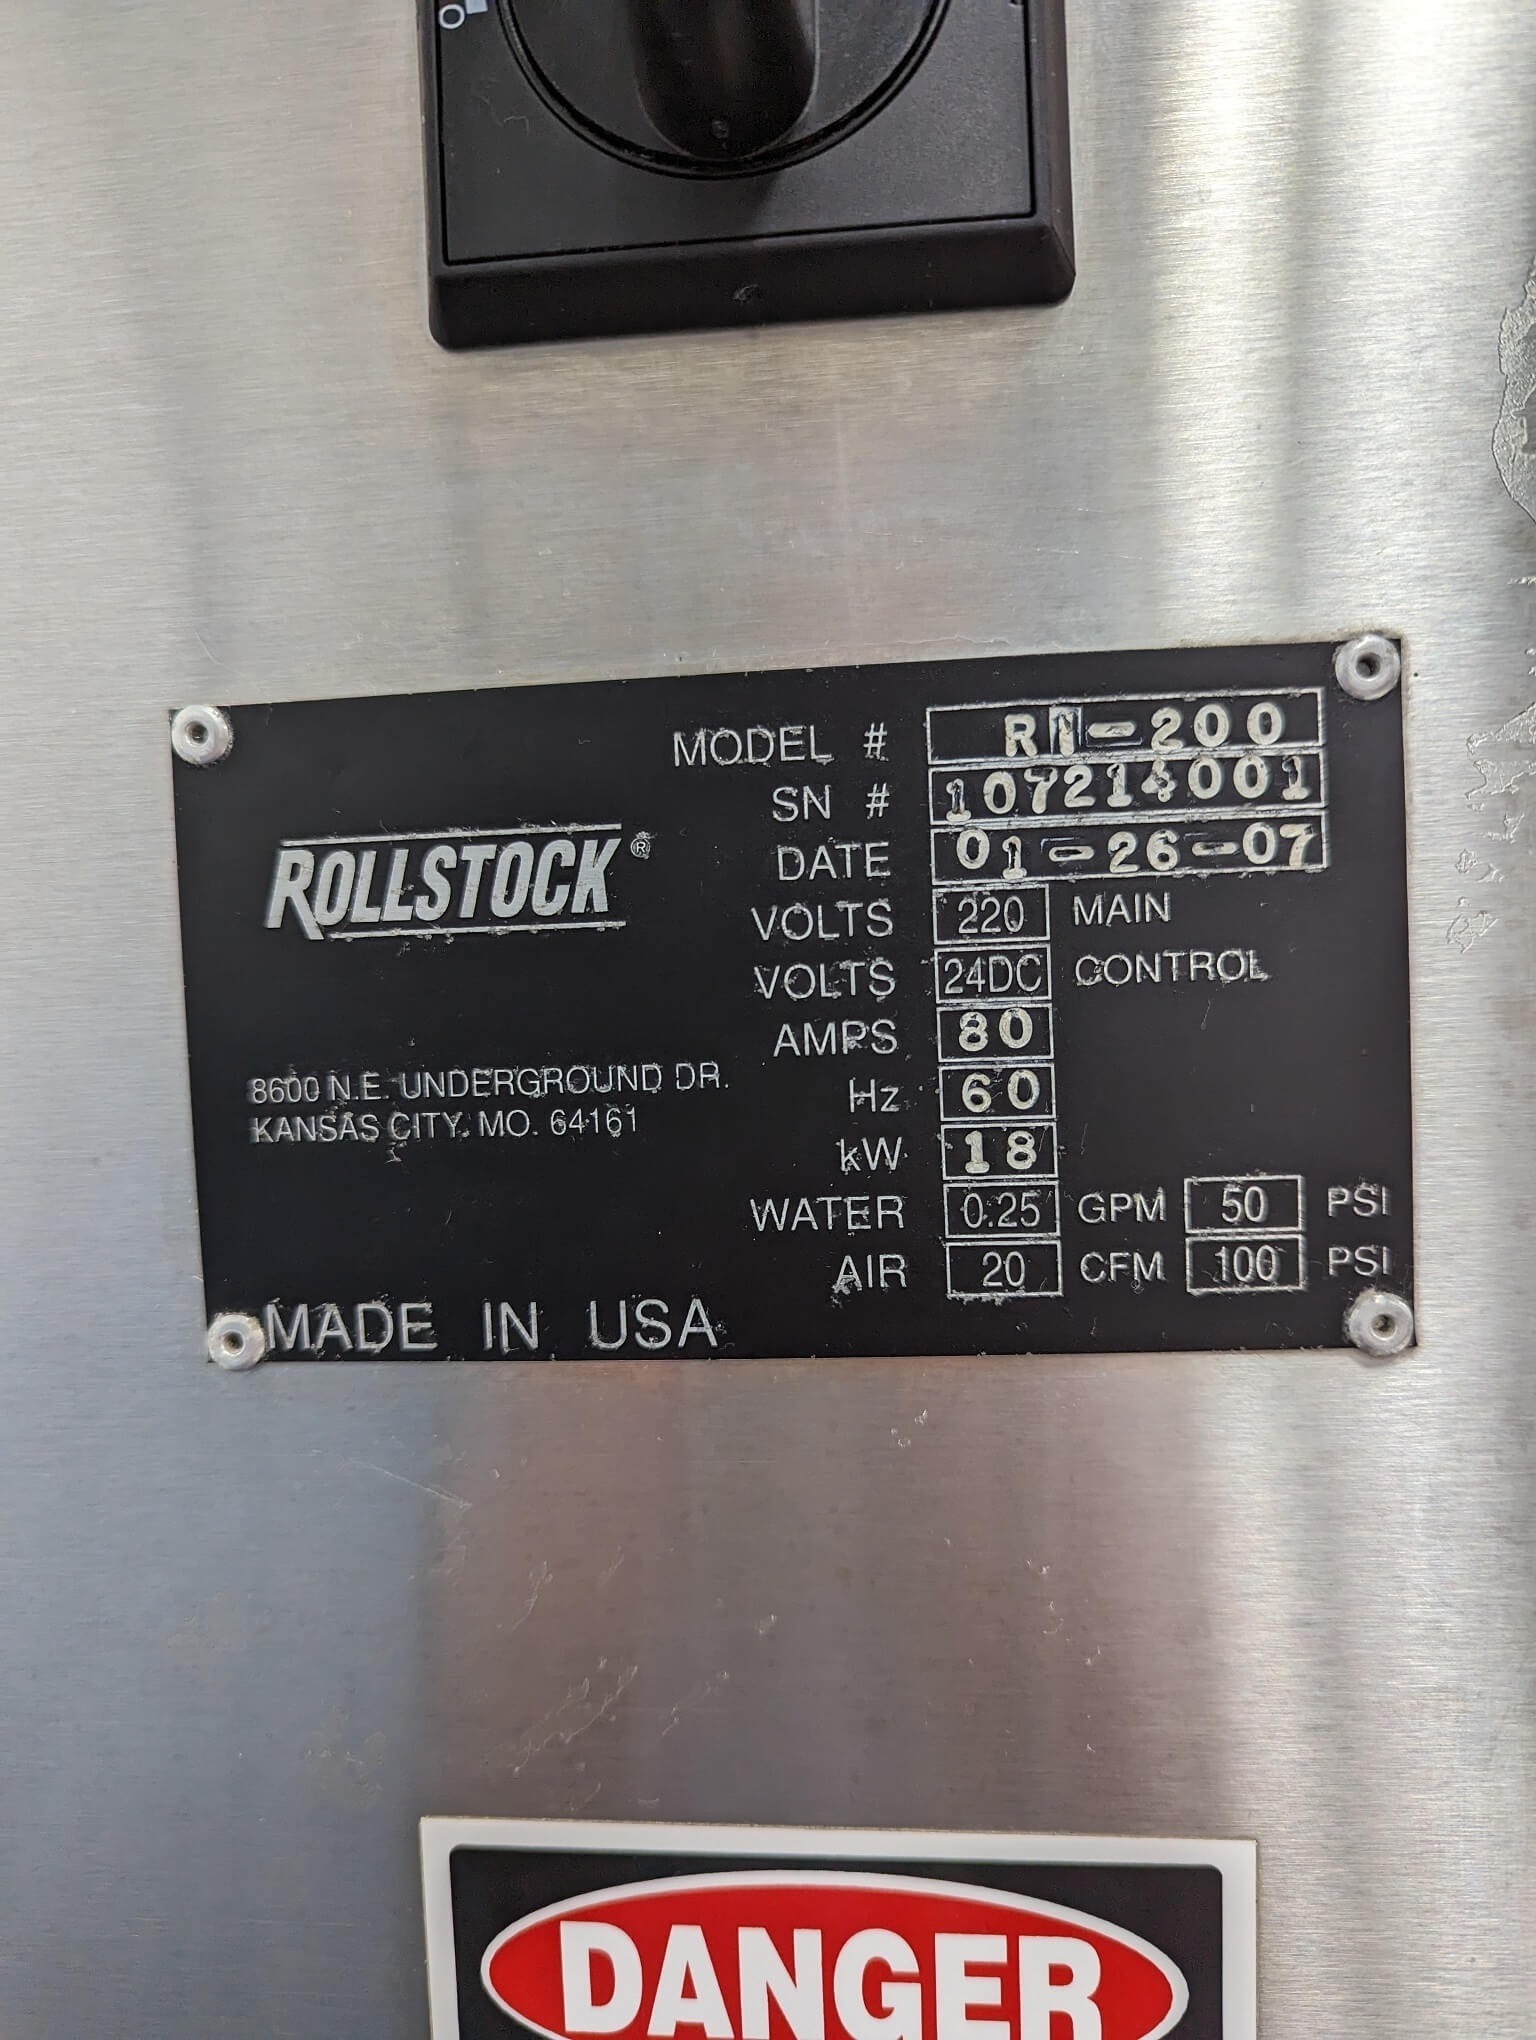 MODEL # RI-200
SN # 107214001
DATE 01-26-07
ROLLSTOCK®
VOLTS 220 MAIN
VOLTS 24DC CONTROL
AMPS 80
8600 N.E. UNDERGROUND DR.
KANSAS CITY. MO. 64161
Hz 60
kW 18
WATER 0.25 GPM 50 PSI
AIR 20 CFM 100 PSI
MADE IN USA
DANGER